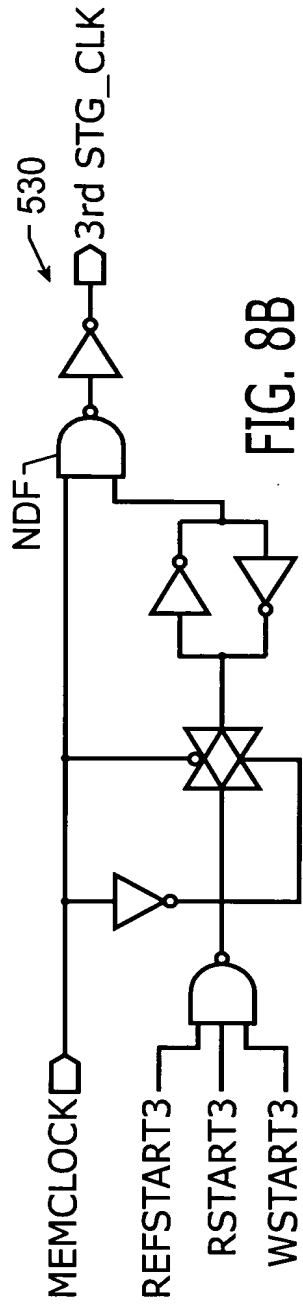 MEMCLOCK
REFSTART3
RSTART3
WSTART3
NDF
530
3rd STG_CLK
FIG. 8B